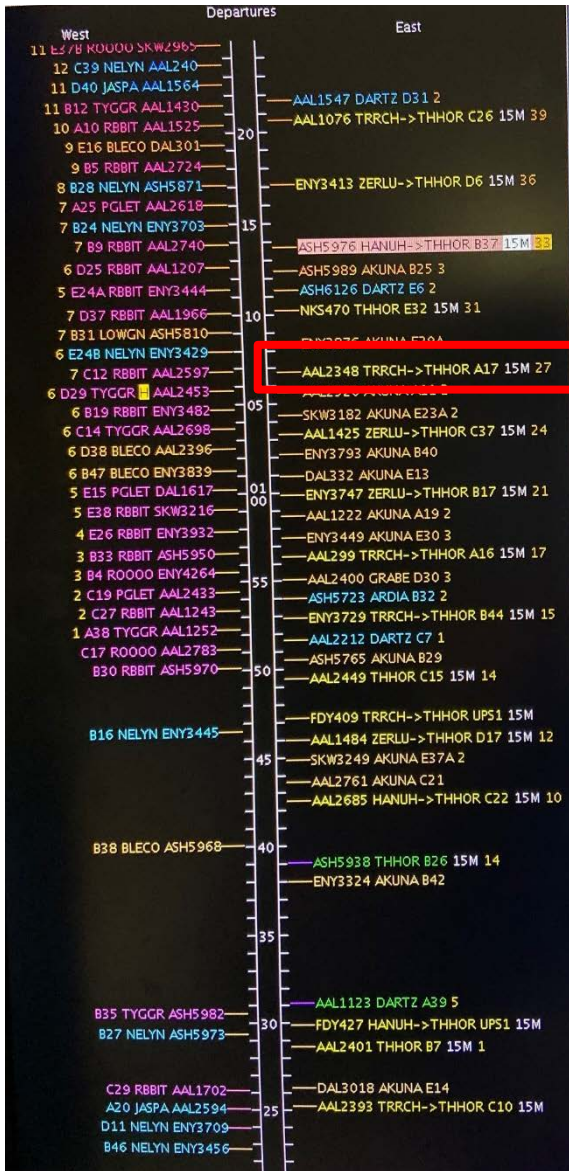 Departures
West
East
11 E37B ROOOO SKW2965
12 C39 NELYN AAL240
11 D40 JASPA AAL1564
11 B12 TYGGR AAL1430
10 A10 RBBIT AAL1525
9 E16 BLECO DAL301
9 B5 RBBIT AAL2724
8 B28 NELYN ASH5871
7 A25 PGLET AAL2618
7 B24 NELYN ENY3703
7 B9 RBBIT AAL2740
6 D25 RBBIT AAL1207
5 E24A RBBIT ENY3444
7 D37 RBBIT AAL1966
7 B31 LOWGN ASH5810
6 E24B NELYN ENY3429
7 C12 RBBIT AAL2597
6 D29 TYGGR H AAL2453
6 B19 RBBIT ENY3482
6 C14 TYGGR AAL2698
6 D38 BLECO AAL2396
6 B47 BLECO ENY3839
5 E15 PGLET DAL1617
5 E38 RBBIT SKW3216
4 E26 RBBIT ENY3932
3 B33 RBBIT ASH5950
3 B4 ROOOO ENY4264
2 C19 PGLET AAL2433
2 C27 RBBIT AAL1243
1 A38 TYGGR AAL1252
C17 ROOOO AAL2783
B30 RBBIT ASH5970
B16 NELYN ENY3445
B38 BLECO ASH5968
B35 TYGGR ASH5982
B27 NELYN ASH5973
C29 RBBIT AAL1702
A20 JASPA AAL2594
D11 NELYN ENY3709
B46 NELYN ENY3456
20
15
10
05
01
00
55
50
45
40
35
30
25
AAL1547 DARTZ D31 2
AAL1076 TRRCH->THHOR C26 15M 39
ENY3413 ZERLU->THHOR D6 15M 36
ASH5976 HANUH->THHOR B37 15M 33
ASH5989 AKUNA B25 3
ASH6126 DARTZ E6 2
NKS470 THHOR E32 15M 31
AKUNA
AAL2348 TRRCH->THHOR A17 15M 27
AKUNA
SKW3182 AKUNA E23A 2
AAL1425 ZERLU->THHOR C37 15M 24
ENY3793 AKUNA B40
DAL332 AKUNA E13
ENY3747 ZERLU->THHOR B17 15M 21
AAL1222 AKUNA A19 2
ENY3449 AKUNA E30 3
AAL299 TRRCH->THHOR A16 15M 17
AAL2400 GRABE D30 3
ASH5723 ARDIA B32 2
ENY3729 TRRCH->THHOR B44 15M 15
AAL2212 DARTZ C7 1
ASH5765 AKUNA B29
AAL2449 THHOR C15 15M 14
FDY409 TRRCH->THHOR UPS1 15M
AAL1484 ZERLU->THHOR D17 15M 12
SKW3249 AKUNA E37A 2
AAL2761 AKUNA C21
AAL2685 HANUH->THHOR C22 15M 10
ASH5938 THHOR B26 15M 14
ENY3324 AKUNA B42
AAL1123 DARTZ A39 5
FDY427 HANUH->THHOR UPS1 15M
AAL2401 THHOR B7 15M 1
DAL3018 AKUNA E14
AAL2393 TRRCH->THHOR C10 15M